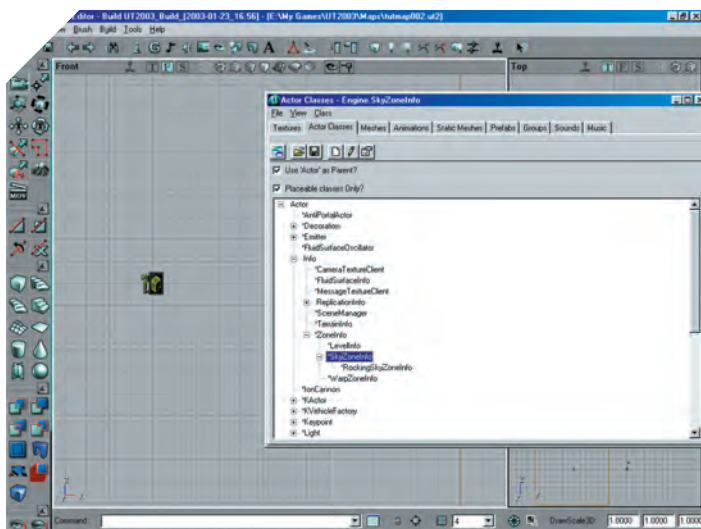 .ditor - Build UT2003_Build_[2003-01-23_16.56] - [E:\My Games\UT2003\Maps\tutmap002.ut2]
Brush Build Tools Help
Front
Top
Actor Classes - Engine.SkyZoneInfo
File View Class
Textures Actor Classes Meshes Animations Static Meshes Prefabs Groups Sounds Music
Use 'Actor' as Parent?
Placeable classes Only?
Actor
*AntiPortalActor
*Decoration
*Emitter
*FluidSurfaceOscillator
Info
*CameraTextureClient
*FluidSurfaceInfo
*MessageTextureClient
ReplicationInfo
*SceneManager
*TerrainInfo
*ZoneInfo
*LevelInfo
*SkyZoneInfo
*RockingSkyZoneInfo
*WarpZoneInfo
*IonCannon
*KActor
*KVehicleFactory
*Keypoint
*Light
MOV
Command:
4
DrawScale3D: 1.0000 1.0000 1.0000